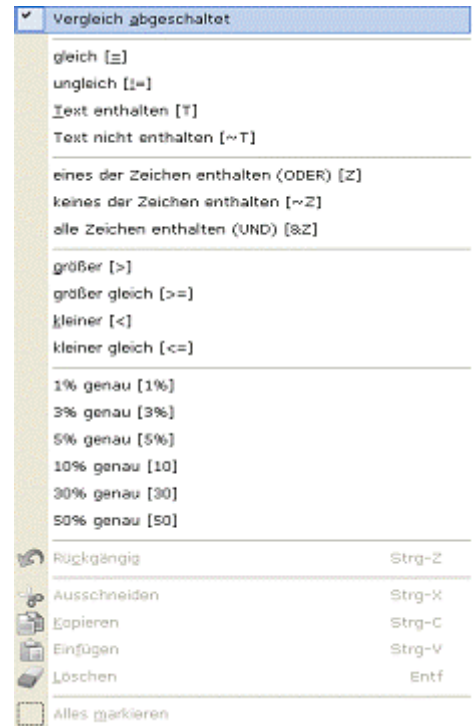 Vergleich abgeschaltet
gleich [=]
ungleich [!=]
Text enthalten [T]
Text nicht enthalten [~T]
eines der Zeichen enthalten (ODER) [Z]
keines der Zeichen enthalten [~Z]
alle Zeichen enthalten (UND) [&Z]
größer [>]
größer gleich [>=]
kleiner [<]
kleiner gleich [<=]
1% genau [1%]
3% genau [3%]
5% genau [5%]
10% genau [10]
30% genau [30]
50% genau [50]
Rückgängig Strg-Z
Ausschneiden Strg-X
Kopieren Strg-C
Einfügen Strg-V
Löschen Entf
Alles markieren